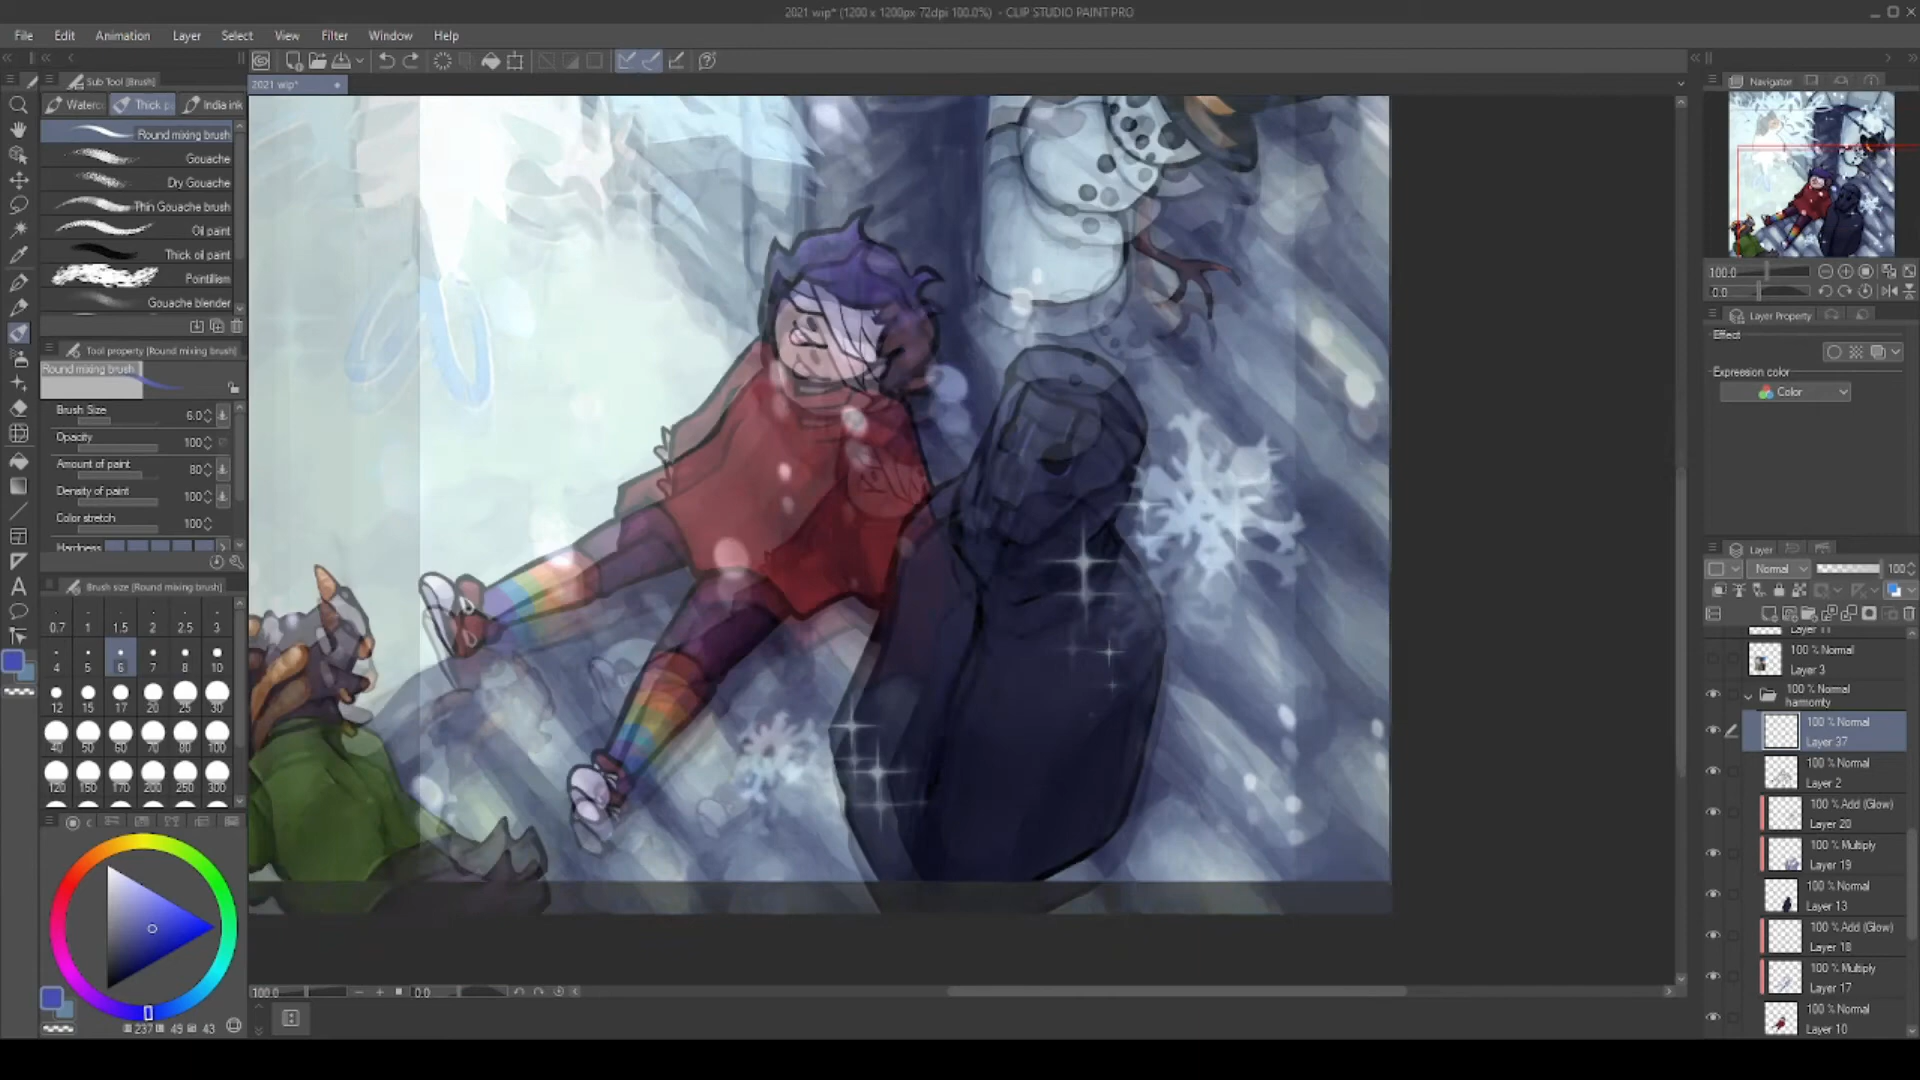 2021 wip* (1200 x 1200px 72dpi 100.0%) - CLIP STUDIO PAINT PRO
File Edit Animation Layer Select View Filter Window Help
Sub Tool [Brush]
Waterc Thick p India ink
2021 wip*
Round mixing brush
Gouache
Dry Gouache
Thin Gouache brush
Oil paint
Thick oil paint
Pointillism
Gouache blender
Tool property [Round mixing brush]
Round mixing brush
Brush Size 6.0
Opacity 100
Amount of paint 80
Density of paint 100
Color stretch 100
Hardness
Brush size [Round mixing brush]
0.7 1 1.5 2 2.5 3
4 5 6 7 8 10
12 15 17 20 25 30
40 50 60 70 80 100
120 150 170 200 250 300
237 49 43
100.0 0.0
Navigator
100.0
0.0
Layer Property
Effect
Expression color
Color
Layer
Normal 100
Layer 11
100 % Normal
Layer 3
100 % Normal
harmomty
100 % Normal
Layer 37
100 % Normal
Layer 2
100 % Add (Glow)
Layer 20
100 % Multiply
Layer 19
100 % Normal
Layer 13
100 % Add (Glow)
Layer 18
100 % Multiply
Layer 17
100 % Normal
Layer 10